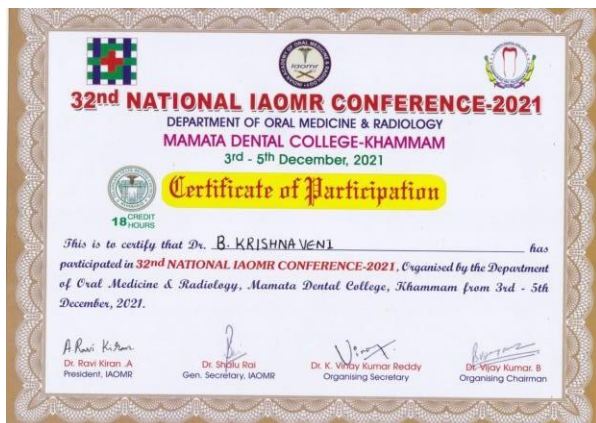 iaomr
32nd NATIONAL IAOMR CONFERENCE-2021
DEPARTMENT OF ORAL MEDICINE & RADIOLOGY
MAMATA DENTAL COLLEGE-KHAMMAM
3rd - 5th December, 2021
Certificate of Participation
18 CREDIT HOURS
This is to certify that Dr. B. KRISHNAVENI has
participated in 32nd NATIONAL IAOMR CONFERENCE-2021, Organised by the Department
of Oral Medicine & Radiology, Mamata Dental College, Khammam from 3rd - 5th
December, 2021.
A Ravi Kiran
Dr. Ravi Kiran .A Dr. Shalu Rai Dr. K. Vinay Kumar Reddy Dr. Vijay Kumar. B
President, IAOMR Gen. Secretary, IAOMR Organising Secretary Organising Chairman